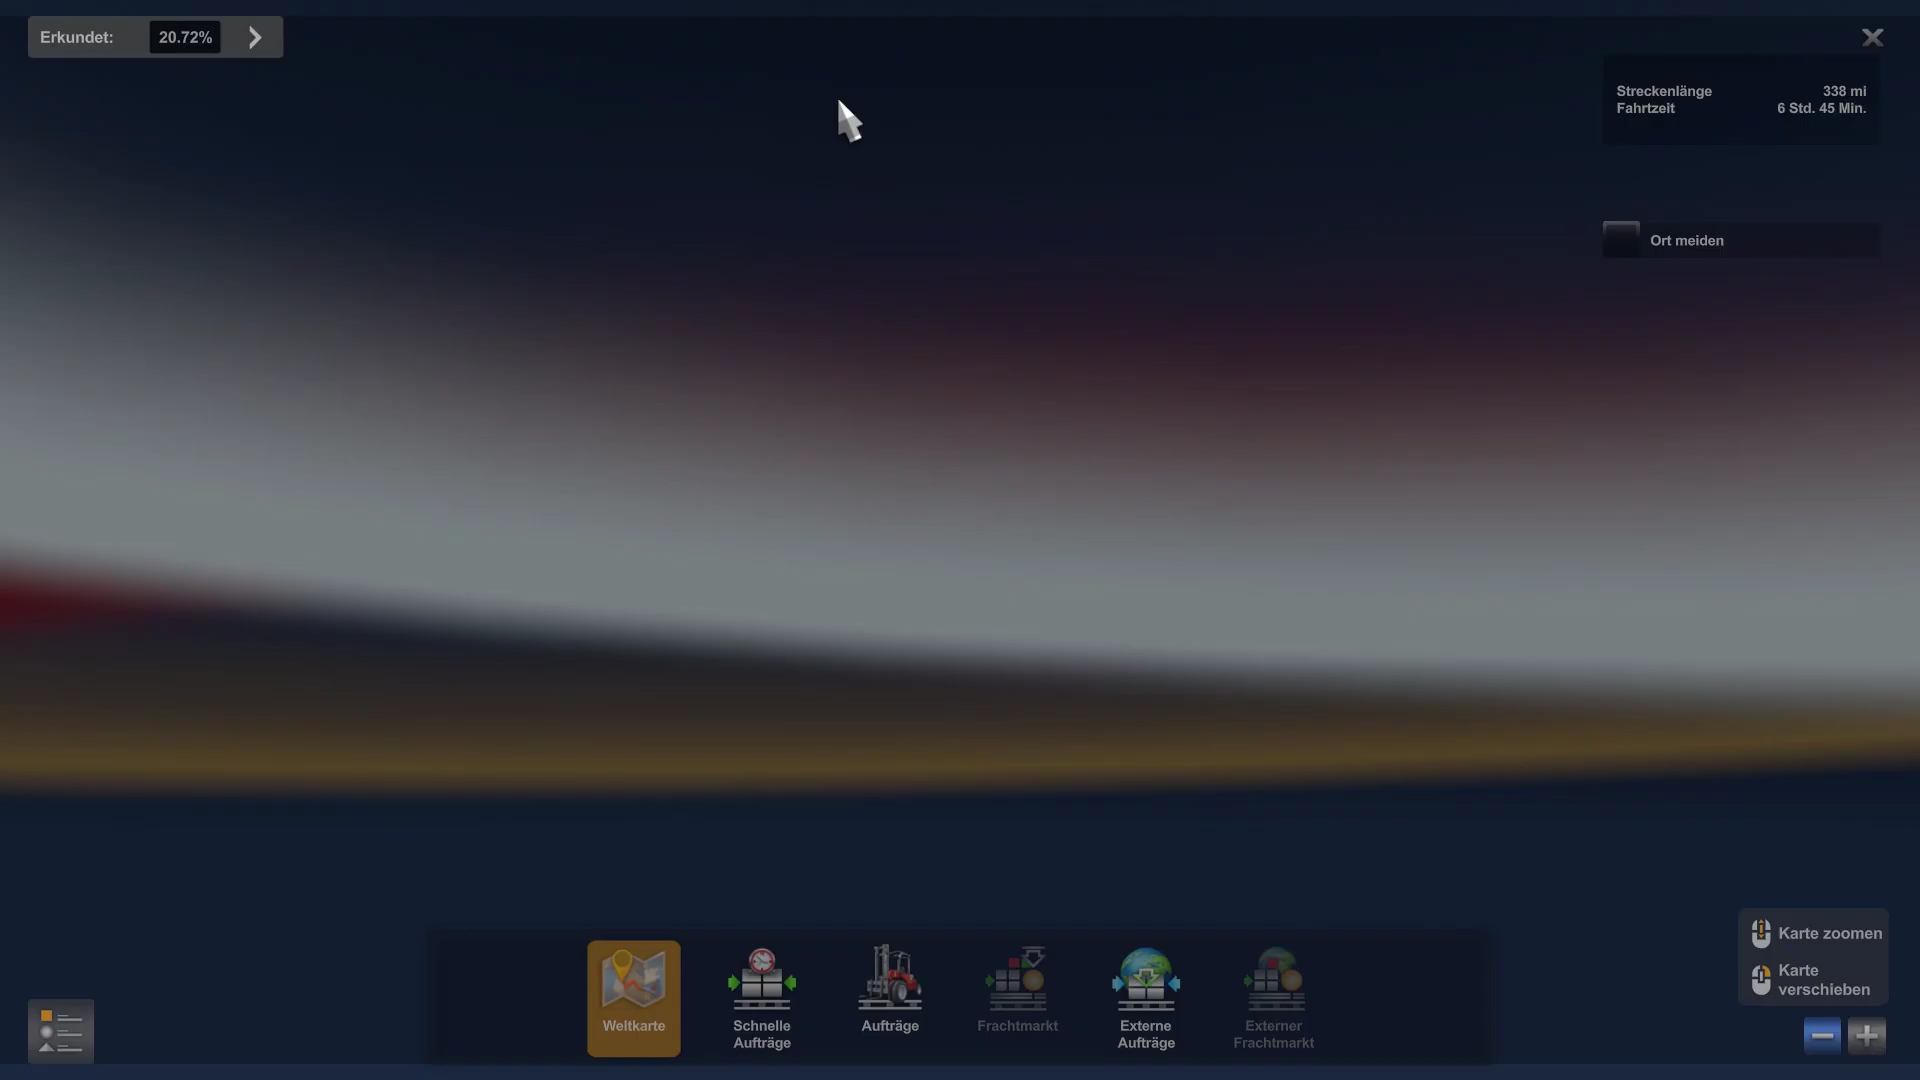 Erkundet: 20.72%
Streckenlänge 338 mi
Fahrtzeit 6 Std. 45 Min.
Ort meiden
Karte zoomen
Karte
verschieben
Weltkarte
Schnelle
Aufträge
Aufträge
Frachtmarkt
Externe
Aufträge
Externer
Frachtmarkt